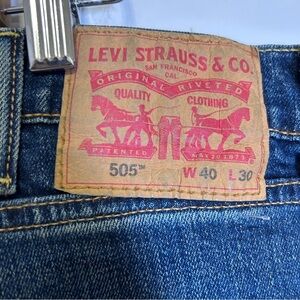 LEVI STRAUSS & CO.
SAN FRANCISCO
CAL.
ORIGINAL RIVETED
QUALITY CLOTHING
PATENTED MAY 20 1873
505™ W 40 L 30